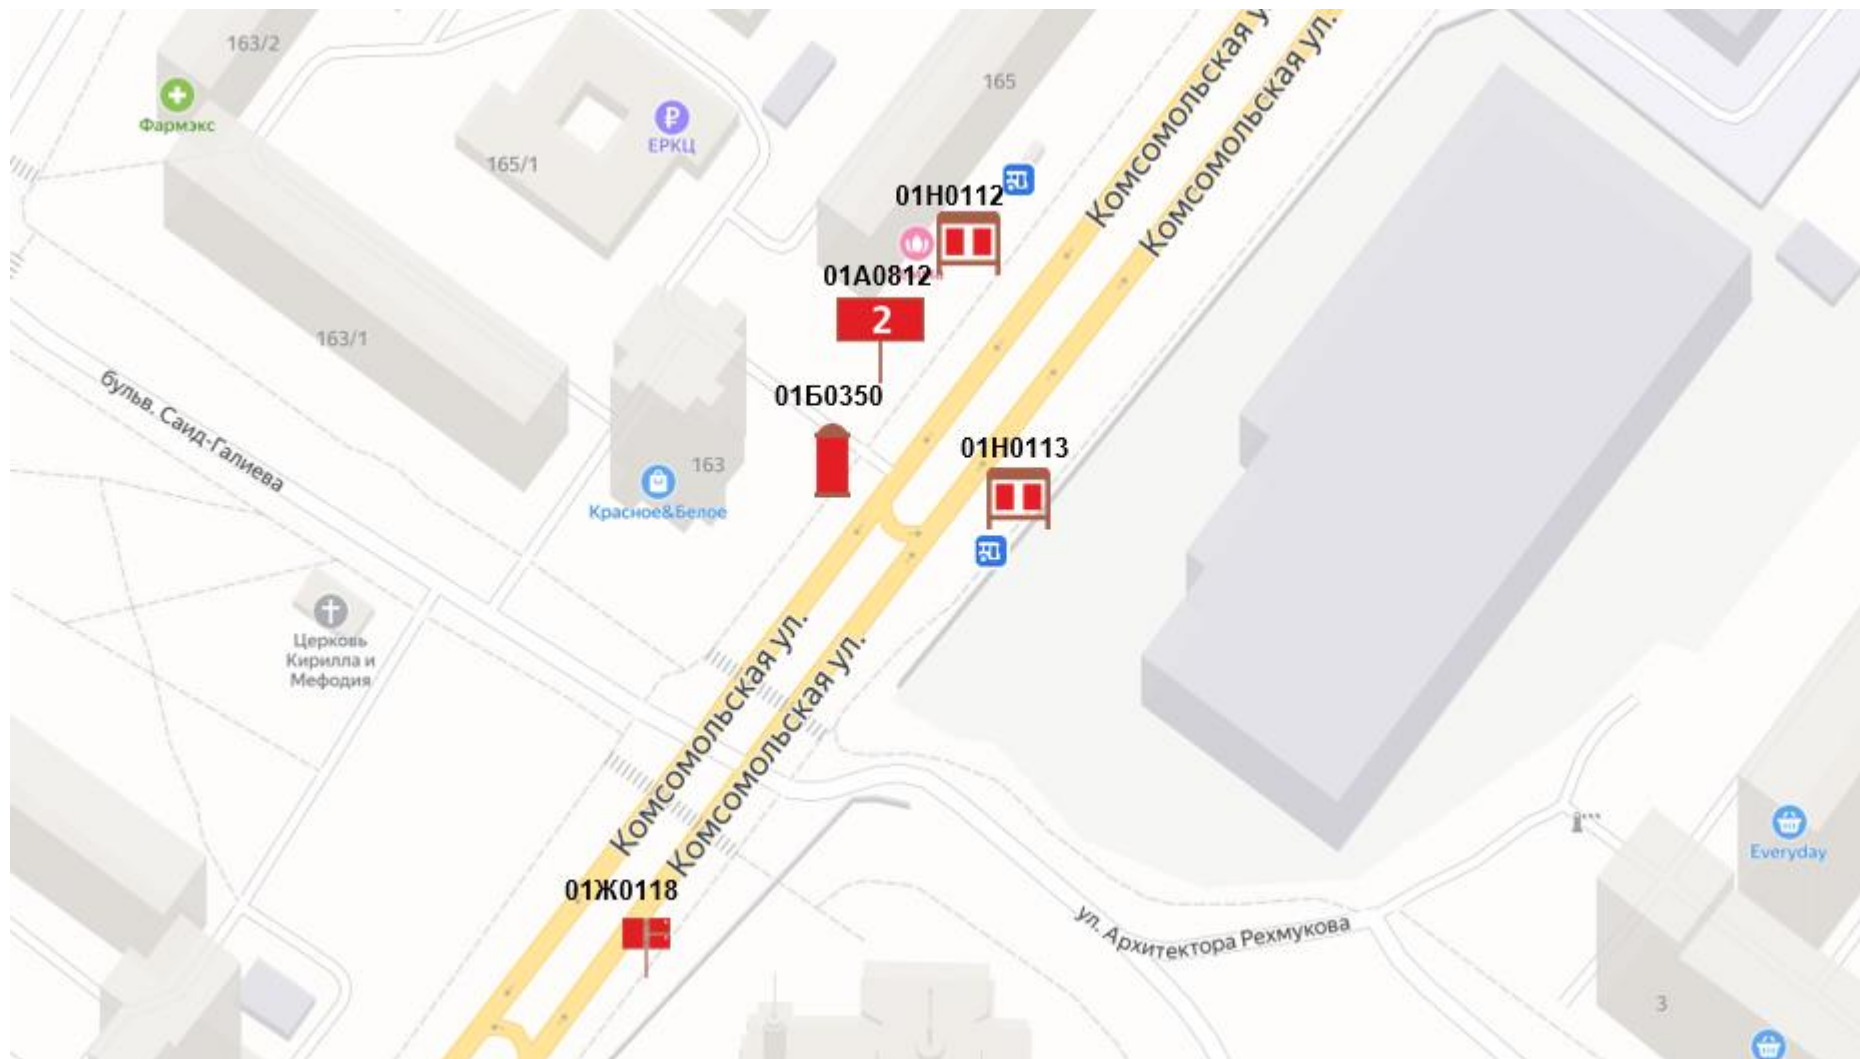 Комсомольская ул.
Комсомольская ул.
163/2
165
Фармэкс
ЕРКЦ
165/1
01Н0112
01А0812
2
163/1
бульв. Саид-Галиева
01Б0350
01Н0113
163
Красное&Белое
Церковь
Кирилла и
Мефодия
Комсомольская ул.
Комсомольская ул.
Everyday
01Ж0118
ул. Архитектора Рехмукова
3